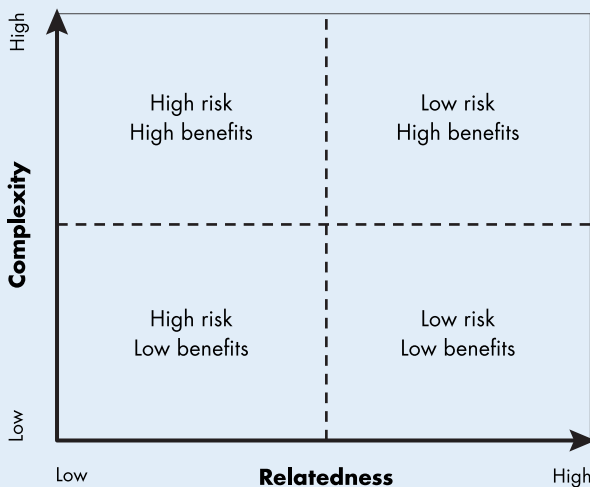 High
High risk
High benefits
Low risk
High benefits
Complexity
High risk
Low benefits
Low risk
Low benefits
Low
Low
Relatedness
High